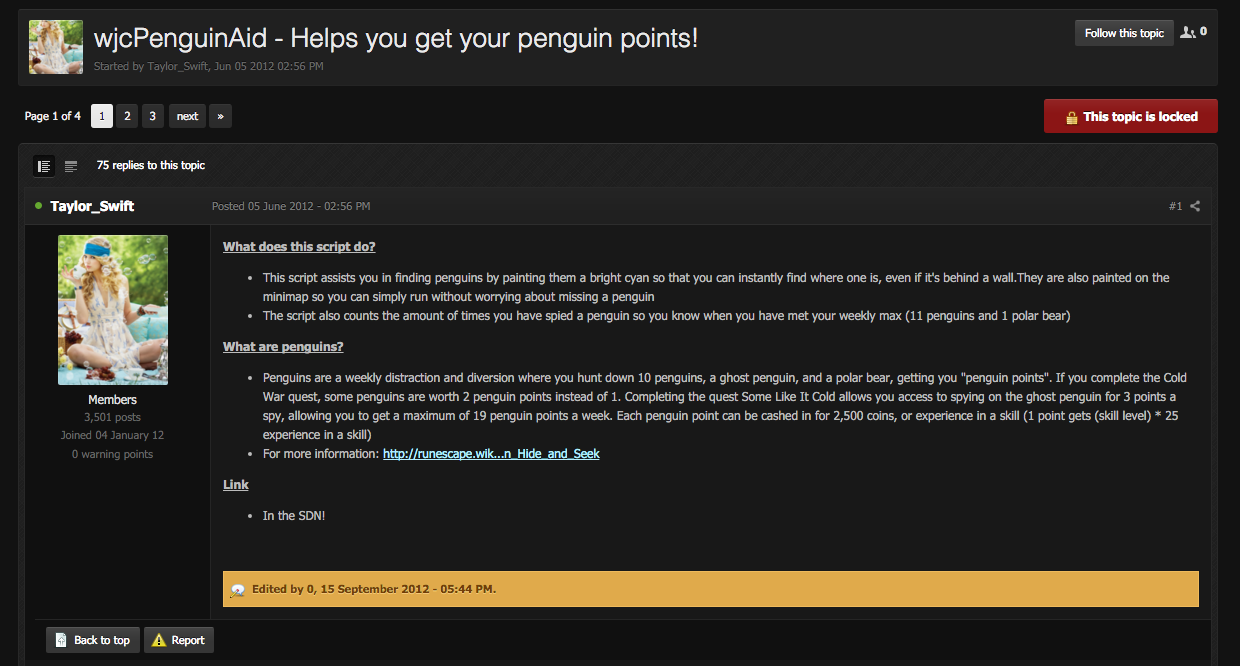 wjcPenguinAid - Helps you get your penguin points!
Started by Taylor_Swift, Jun 05 2012 02:56 PM
Follow this topic 0
Page 1 of 4 1 2 3 next »
This topic is locked
75 replies to this topic
Taylor_Swift
Posted 05 June 2012 - 02:56 PM
#1
Members
3,501 posts
Joined 04 January 12
0 warning points
What does this script do?
• This script assists you in finding penguins by painting them a bright cyan so that you can instantly find where one is, even if it's behind a wall.They are also painted on the
minimap so you can simply run without worrying about missing a penguin
• The script also counts the amount of times you have spied a penguin so you know when you have met your weekly max (11 penguins and 1 polar bear)
What are penguins?
• Penguins are a weekly distraction and diversion where you hunt down 10 penguins, a ghost penguin, and a polar bear, getting you "penguin points". If you complete the Cold
War quest, some penguins are worth 2 penguin points instead of 1. Completing the quest Some Like It Cold allows you access to spying on the ghost penguin for 3 points a
spy, allowing you to get a maximum of 19 penguin points a week. Each penguin point can be cashed in for 2,500 coins, or experience in a skill (1 point gets (skill level) * 25
experience in a skill)
• For more information: http://runescape.wik...n_Hide_and_Seek
Link
• In the SDN!
Edited by 0, 15 September 2012 - 05:44 PM.
Back to top Report